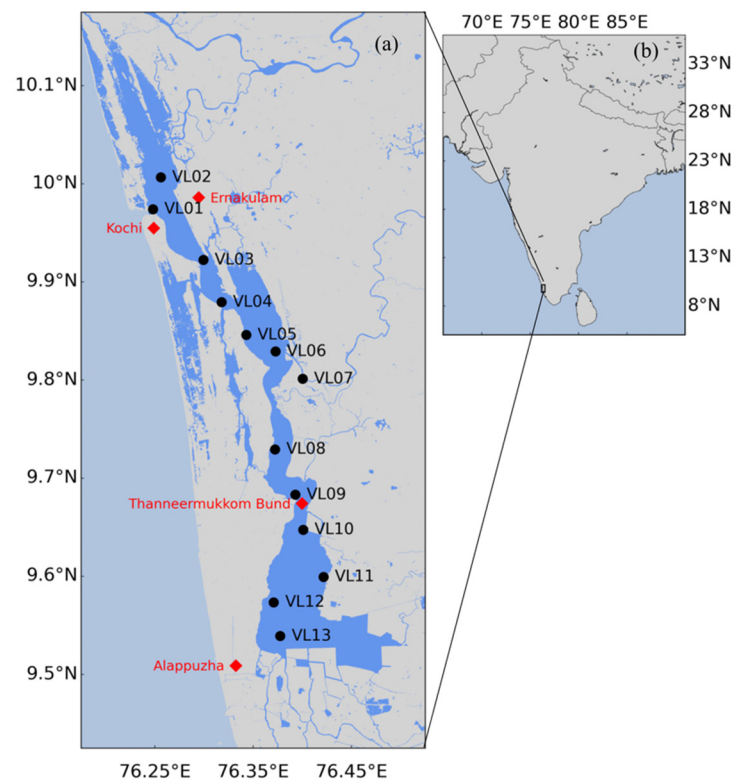 (a)
10.1°N
10°N
9.9°N
9.8°N
9.7°N
9.6°N
9.5°N
VL02
Ernakulam
VL01
Kochi
VL03
VL04
VL05
VL06
VL07
VL08
VL09
Thanneermukkom Bund
VL10
VL11
VL12
VL13
Alappuzha
76.25°E 76.35°E 76.45°E
70°E 75°E 80°E 85°E
(b)
33°N
28°N
23°N
18°N
13°N
8°N